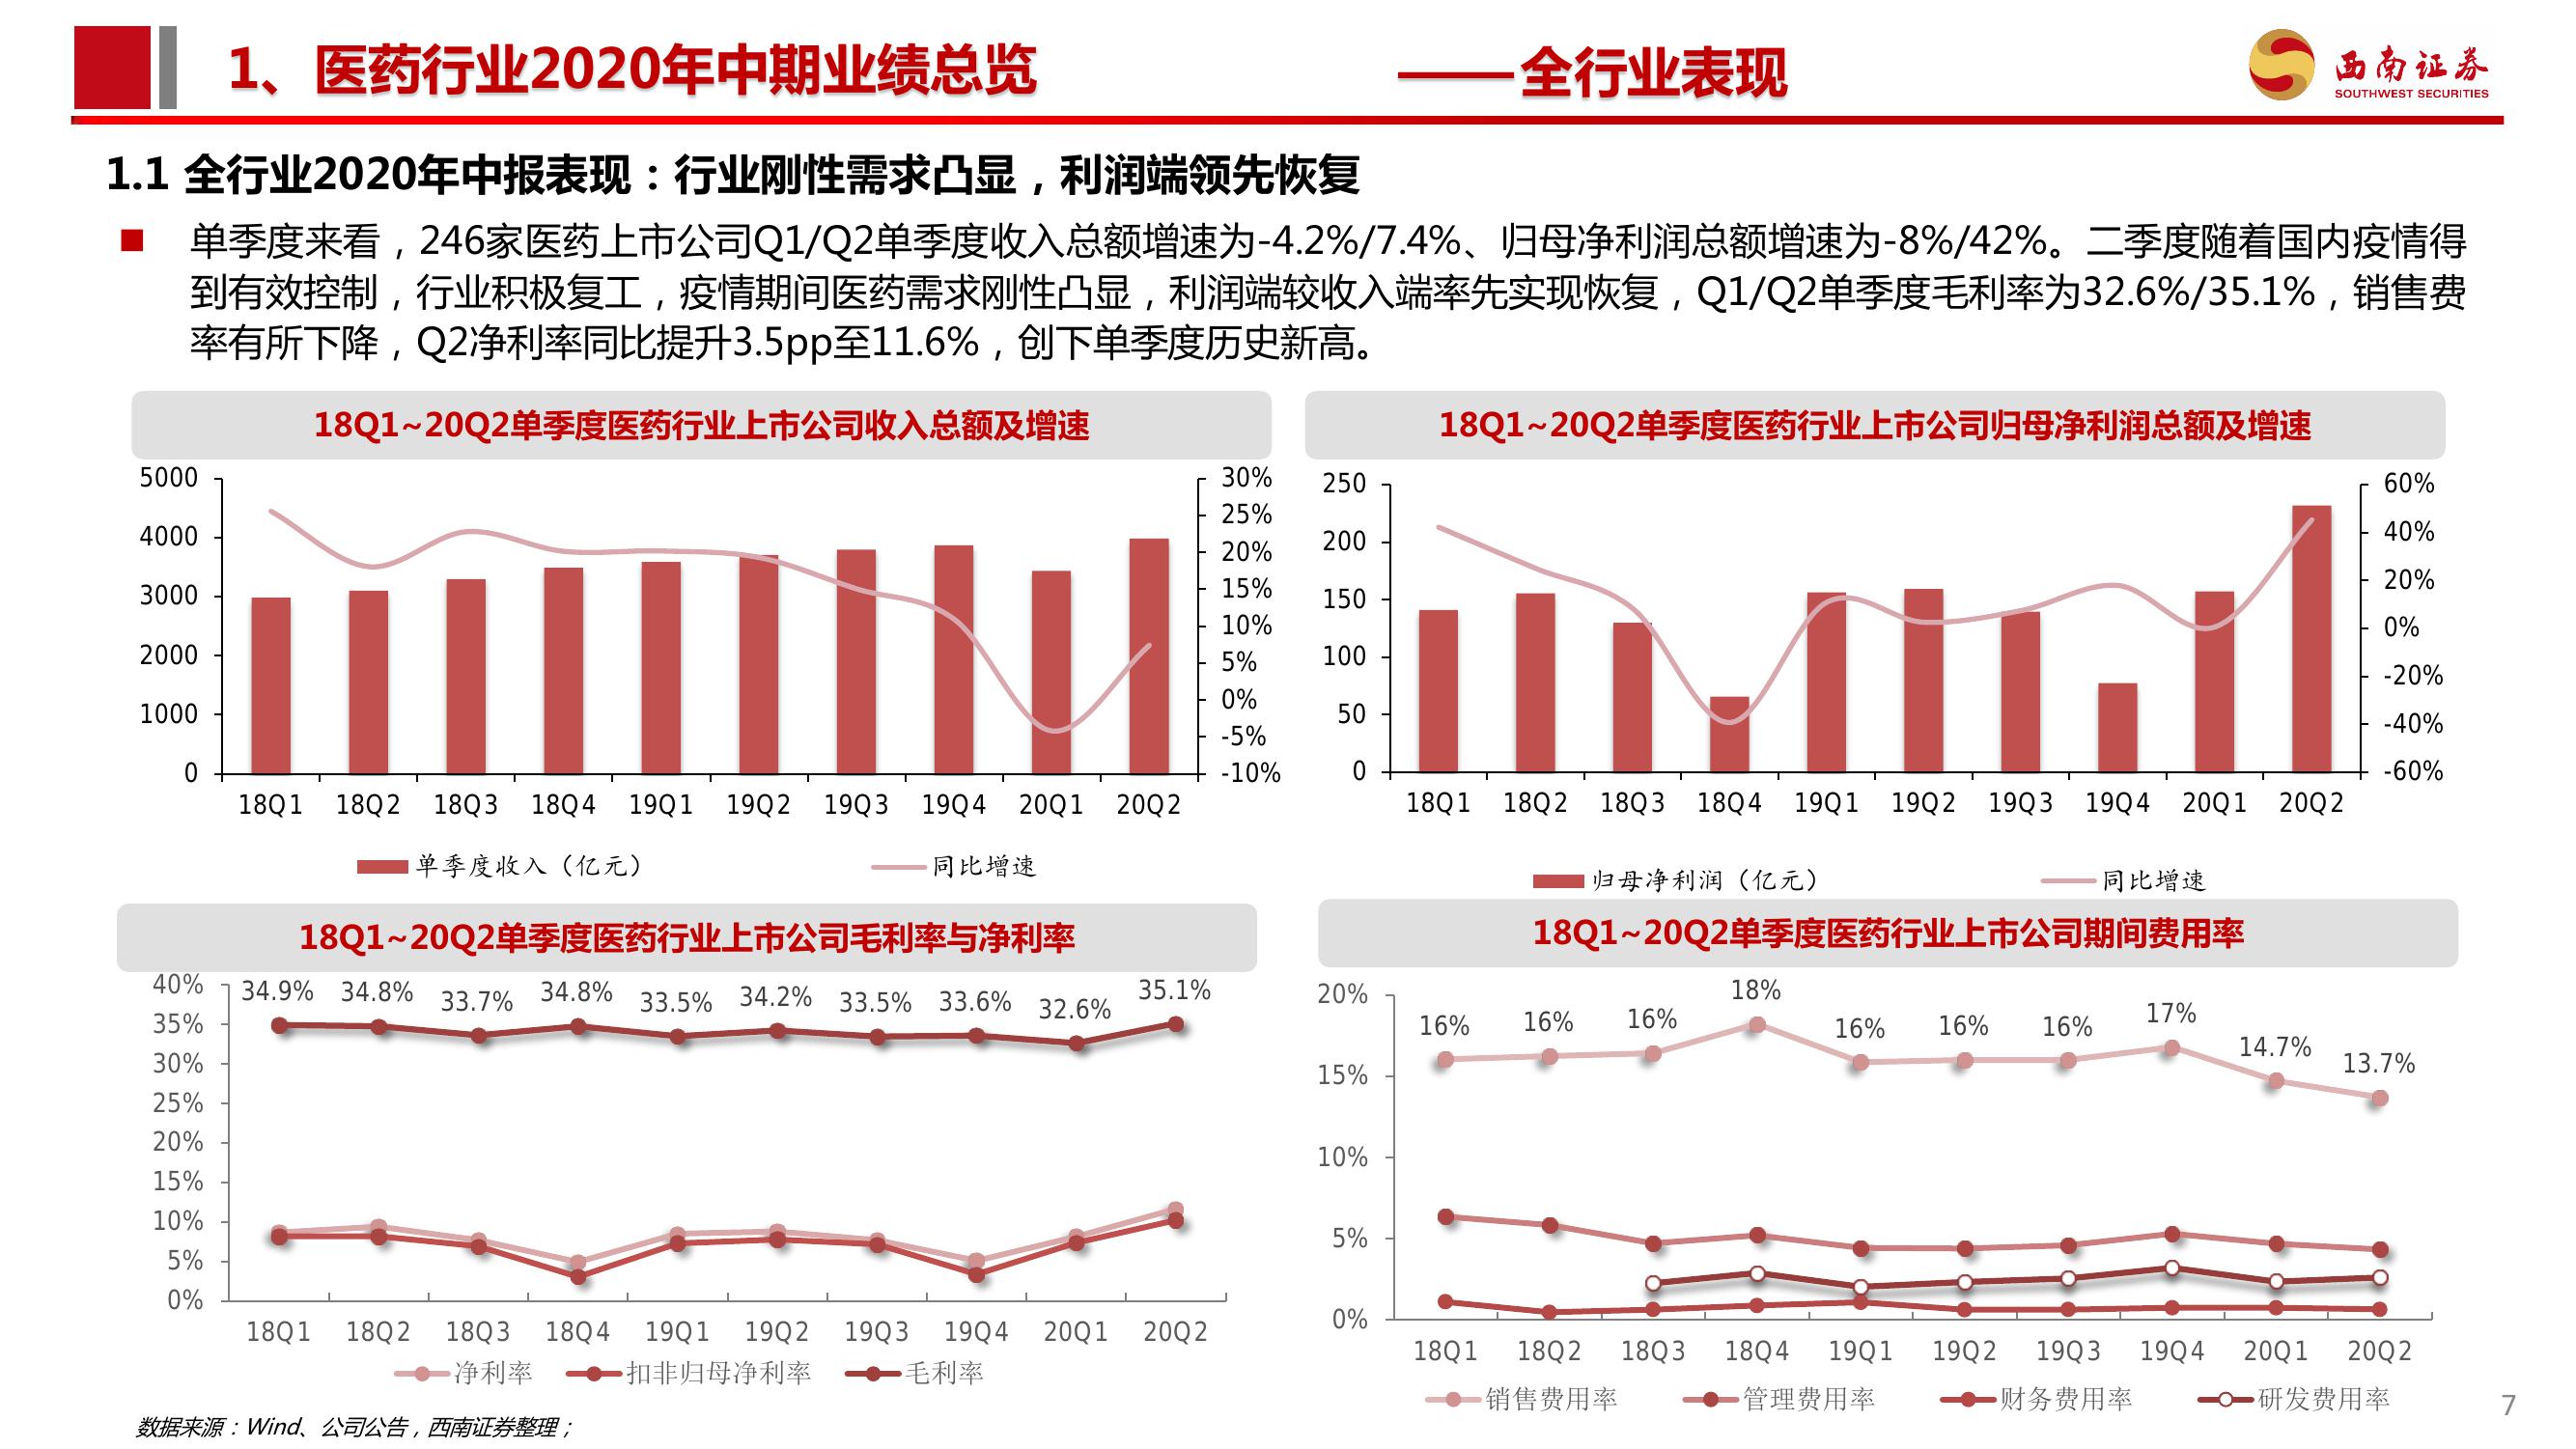 1、医药行业2020年中期业绩总览
——全行业表现
西南证券
SOUTHWEST SECURITIES
1.1 全行业2020年中报表现：行业刚性需求凸显，利润端领先恢复
单季度来看，246家医药上市公司Q1/Q2单季度收入总额增速为-4.2%/7.4%、归母净利润总额增速为-8%/42%。二季度随着国内疫情得
到有效控制，行业积极复工，疫情期间医药需求刚性凸显，利润端较收入端率先实现恢复，Q1/Q2单季度毛利率为32.6%/35.1%，销售费
率有所下降，Q2净利率同比提升3.5pp至11.6%，创下单季度历史新高。
18Q1~20Q2单季度医药行业上市公司收入总额及增速
5000
4000
3000
2000
1000
0
30%
25%
20%
15%
10%
5%
0%
-5%
-10%
18Q1 18Q2 18Q3 18Q4 19Q1 19Q2 19Q3 19Q4 20Q1 20Q2
单季度收入（亿元） 同比增速
18Q1~20Q2单季度医药行业上市公司归母净利润总额及增速
250
200
150
100
50
0
60%
40%
20%
0%
-20%
-40%
-60%
18Q1 18Q2 18Q3 18Q4 19Q1 19Q2 19Q3 19Q4 20Q1 20Q2
归母净利润（亿元） 同比增速
18Q1~20Q2单季度医药行业上市公司毛利率与净利率
40%
35%
30%
25%
20%
15%
10%
5%
0%
34.9% 34.8% 33.7% 34.8% 33.5% 34.2% 33.5% 33.6% 32.6% 35.1%
18Q1 18Q2 18Q3 18Q4 19Q1 19Q2 19Q3 19Q4 20Q1 20Q2
净利率 扣非归母净利率 毛利率
18Q1~20Q2单季度医药行业上市公司期间费用率
20%
15%
10%
5%
0%
16% 16% 16% 18% 16% 16% 16% 17% 14.7% 13.7%
18Q1 18Q2 18Q3 18Q4 19Q1 19Q2 19Q3 19Q4 20Q1 20Q2
销售费用率 管理费用率 财务费用率 研发费用率
数据来源：Wind、公司公告，西南证券整理；
7